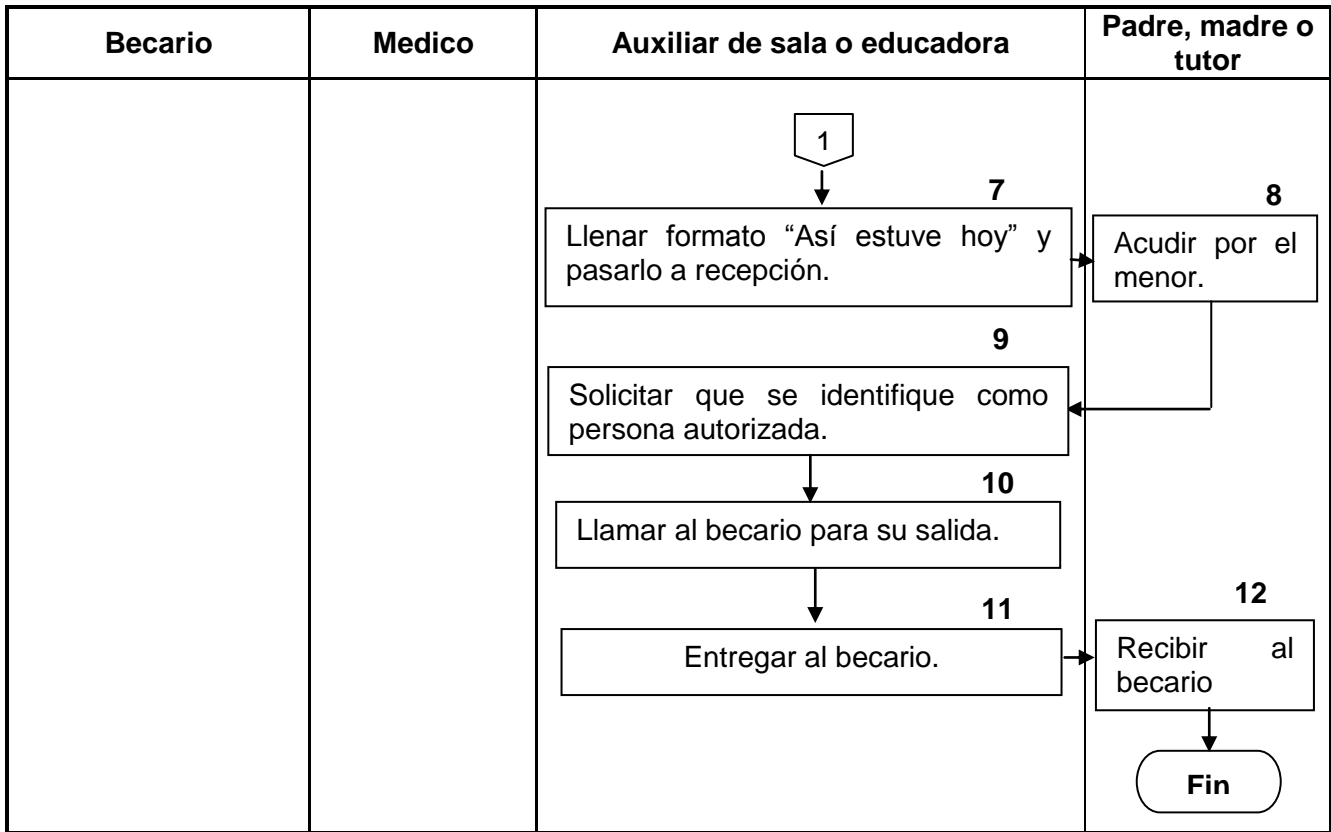 Becario
Medico
Auxiliar de sala o educadora
Padre, madre o
tutor
1
7
Llenar formato “Así estuve hoy” y
pasarlo a recepción.
8
Acudir por el
menor.
9
Solicitar que se identifique como
persona autorizada.
10
Llamar al becario para su salida.
11
Entregar al becario.
12
Recibir al
becario
Fin